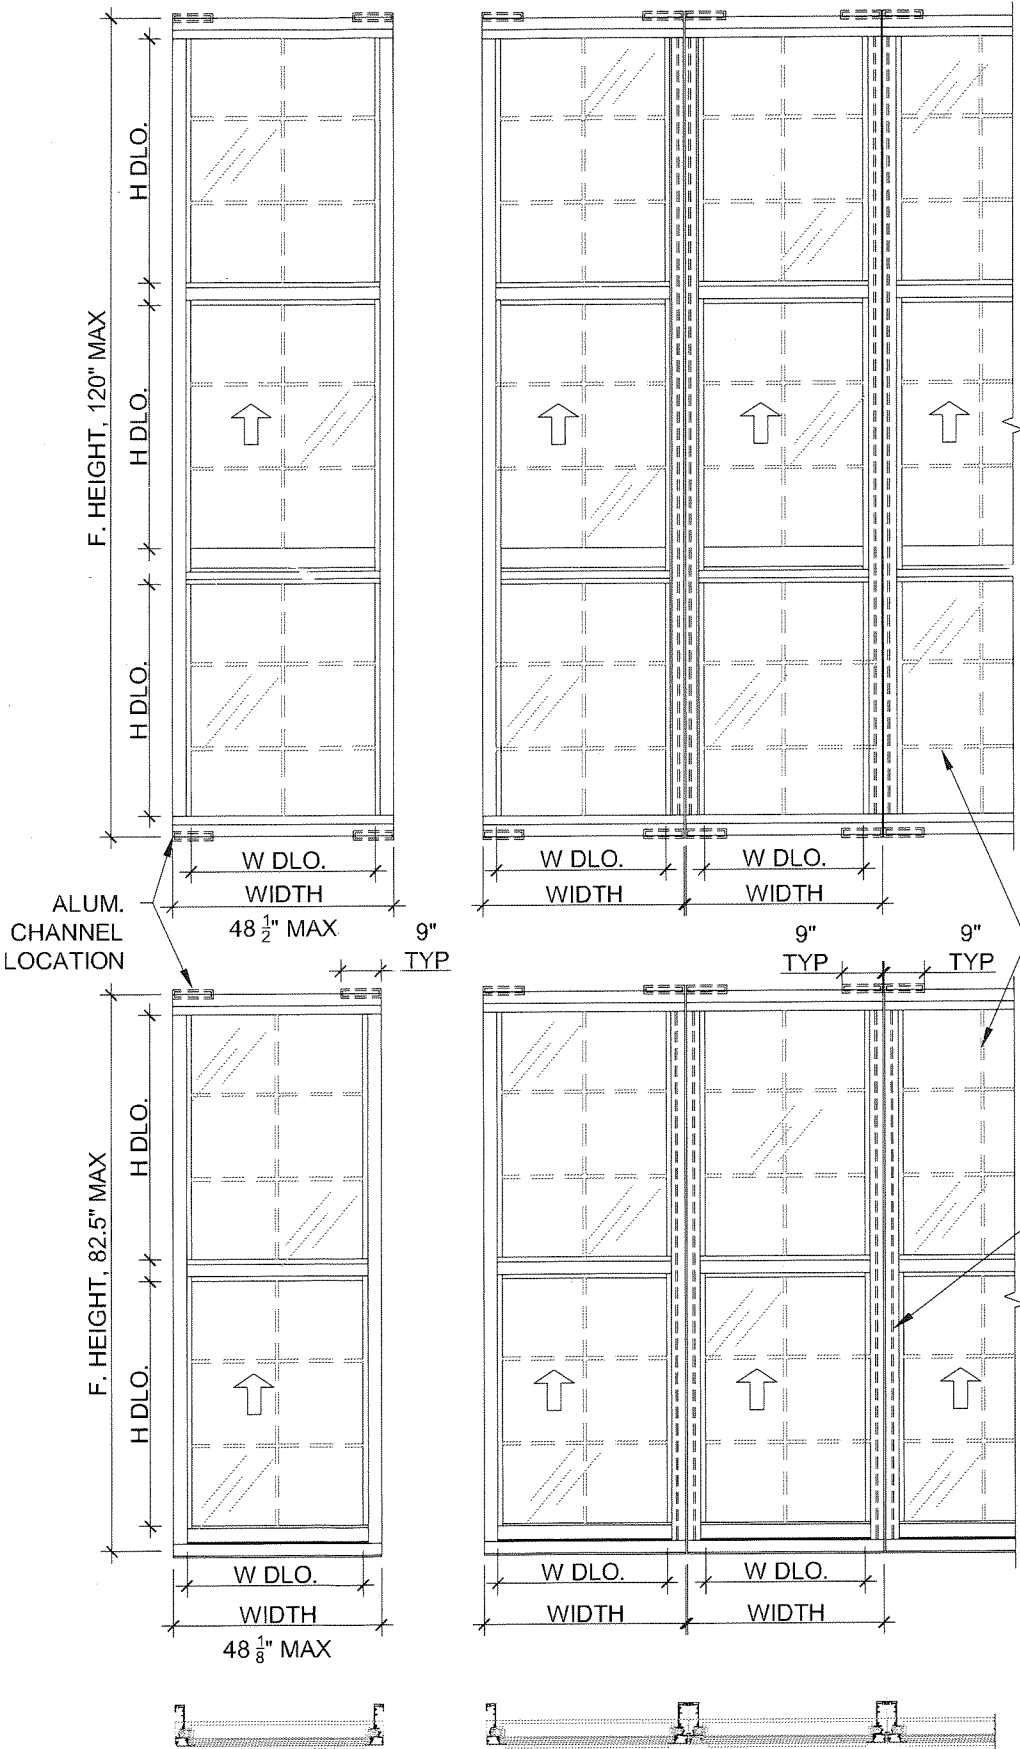 H DLO.
H DLO.
H DLO.
F. HEIGHT, 120" MAX
W DLO.
WIDTH
48 1/2" MAX
W DLO.
W DLO.
WIDTH
WIDTH
ALUM.
CHANNEL
LOCATION
9"
TYP
9"
TYP
9"
TYP
H DLO.
H DLO.
F. HEIGHT, 82.5" MAX
W DLO.
WIDTH
48 1/8" MAX
W DLO.
W DLO.
WIDTH
WIDTH